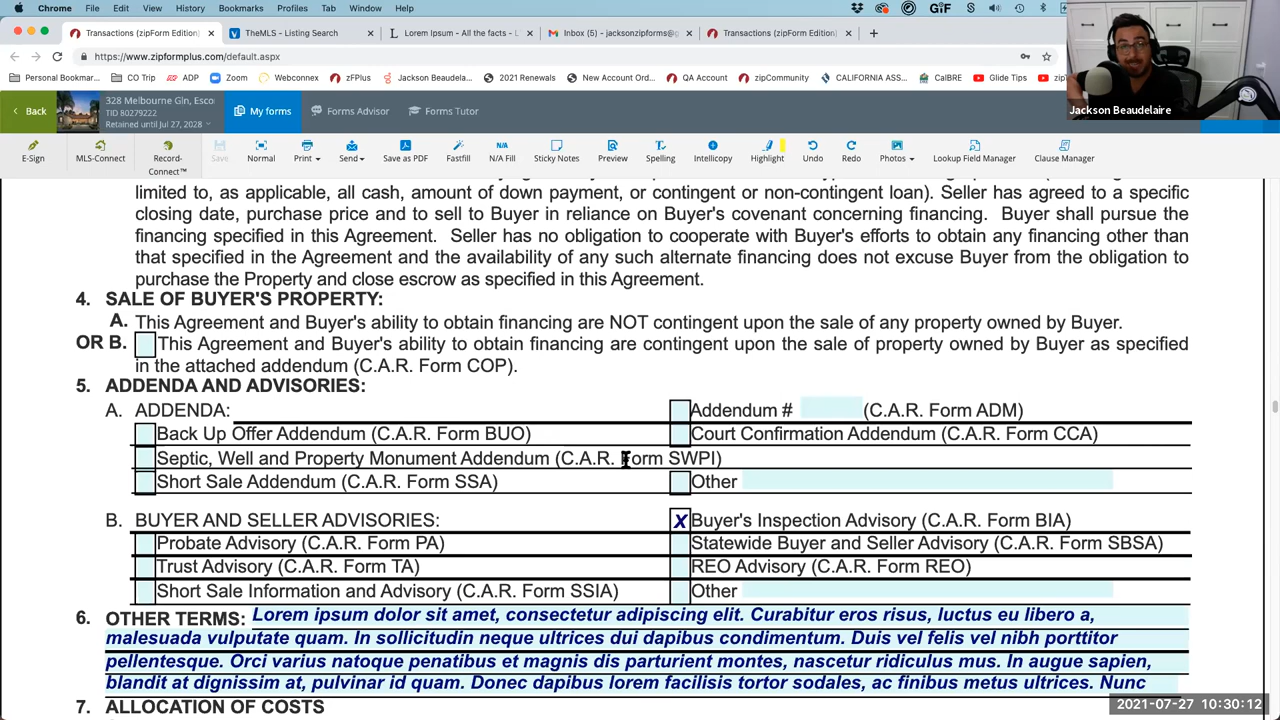 Chrome File Edit View History Bookmarks Profiles Tab Window Help GIF
Transactions (zipForm Edition) TheMLS - Listing Search Lorem Ipsum - All the facts - L Inbox (5) - jacksonzipforms@g Transactions (zipForm Edition)
https://www.zipformplus.com/default.aspx
Personal Bookmar... CO Trip ADP Zoom Webconnex zFPlus Jackson Beaudela... 2021 Renewals New Account Ord... QA Account zipCommunity CALIFORNIA ASS... CalBRE Glide Tips
Jackson Beaudelaire
Back
328 Melbourne Gln, Escon
TID 80279222
Retained until Jul 27, 2028
My forms Forms Advisor Forms Tutor
E-Sign MLS-Connect Record-Connect™ Save Normal Print Send Save as PDF Fastfill N/A N/A Fill Sticky Notes Preview Spelling Intellicopy Highlight Undo Redo Photos Lookup Field Manager Clause Manager
limited to, as applicable, all cash, amount of down payment, or contingent or non-contingent loan). Seller has agreed to a specific
closing date, purchase price and to sell to Buyer in reliance on Buyer's covenant concerning financing. Buyer shall pursue the
financing specified in this Agreement. Seller has no obligation to cooperate with Buyer's efforts to obtain any financing other than
that specified in the Agreement and the availability of any such alternate financing does not excuse Buyer from the obligation to
purchase the Property and close escrow as specified in this Agreement.
4. SALE OF BUYER'S PROPERTY:
A. This Agreement and Buyer's ability to obtain financing are NOT contingent upon the sale of any property owned by Buyer.
OR B. This Agreement and Buyer's ability to obtain financing are contingent upon the sale of property owned by Buyer as specified
in the attached addendum (C.A.R. Form COP).
5. ADDENDA AND ADVISORIES:
A. ADDENDA: Addendum # (C.A.R. Form ADM)
Back Up Offer Addendum (C.A.R. Form BUO) Court Confirmation Addendum (C.A.R. Form CCA)
Septic, Well and Property Monument Addendum (C.A.R. Form SWPI)
Short Sale Addendum (C.A.R. Form SSA) Other
B. BUYER AND SELLER ADVISORIES: X Buyer's Inspection Advisory (C.A.R. Form BIA)
Probate Advisory (C.A.R. Form PA) Statewide Buyer and Seller Advisory (C.A.R. Form SBSA)
Trust Advisory (C.A.R. Form TA) REO Advisory (C.A.R. Form REO)
Short Sale Information and Advisory (C.A.R. Form SSIA) Other
6. OTHER TERMS: Lorem ipsum dolor sit amet, consectetur adipiscing elit. Curabitur eros risus, luctus eu libero a,
malesuada vulputate quam. In sollicitudin neque ultrices dui dapibus condimentum. Duis vel felis vel nibh porttitor
pellentesque. Orci varius natoque penatibus et magnis dis parturient montes, nascetur ridiculus mus. In augue sapien,
blandit at dignissim at, pulvinar id quam. Donec dapibus lorem facilisis tortor sodales, ac finibus metus ultrices. Nunc
7. ALLOCATION OF COSTS
2021-07-27 10:30:12